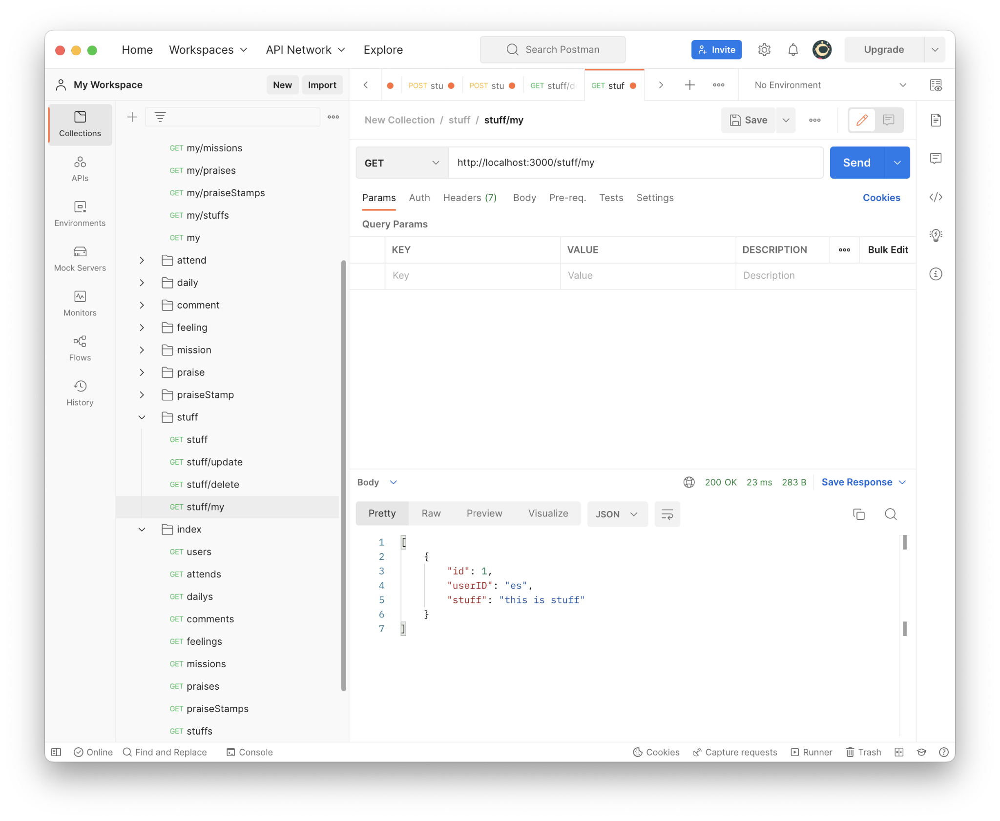 Home Workspaces API Network Explore Search Postman Invite Upgrade
My Workspace New Import
POST stu POST stu GET stuff/d GET stuf No Environment
Collections
APIs
Environments
Mock Servers
Monitors
Flows
History
GET my/missions
GET my/praises
GET my/praiseStamps
GET my/stuffs
GET my
attend
daily
comment
feeling
mission
praise
praiseStamp
stuff
GET stuff
GET stuff/update
GET stuff/delete
GET stuff/my
index
GET users
GET attends
GET dailys
GET comments
GET feelings
GET missions
GET praises
GET praiseStamps
GET stuffs
New Collection / stuff / stuff/my Save
GET http://localhost:3000/stuff/my Send
Params Auth Headers (7) Body Pre-req. Tests Settings Cookies
Query Params
KEY VALUE DESCRIPTION Bulk Edit
Key Value Description
Body 200 OK 23 ms 283 B Save Response
Pretty Raw Preview Visualize JSON
1 [
2 {
3 "id": 1,
4 "userID": "es",
5 "stuff": "this is stuff"
6 }
7 ]
Online Find and Replace Console Cookies Capture requests Runner Trash